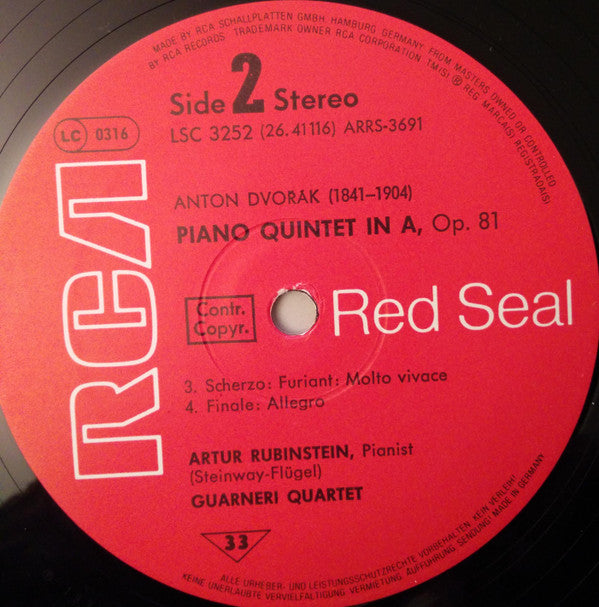 MADE BY RCA SCHALLPLATTEN GMBH HAMBURG GERMANY FROM MASTERS OWNED OR CONTROLLED
BY RCA RECORDS. TRADEMARK OWNER RCA CORPORATION TM(S) ® REG. MARCA(S) REGISTRADA(S)
Side 2 Stereo
LSC 3252 (26.41116) ARRS-3691
LC 0316
ANTON DVOŘÁK (1841–1904)
PIANO QUINTET IN A, Op. 81
RCA
Contr.
Copyr.
Red Seal
3. Scherzo: Furiant: Molto vivace
4. Finale: Allegro
ARTUR RUBINSTEIN, Pianist
(Steinway-Flügel)
GUARNERI QUARTET
33
ALLE URHEBER- UND LEISTUNGSSCHUTZRECHTE VORBEHALTEN. KEIN VERLEIH!
KEINE UNERLAUBTE VERVIELFÄLTIGUNG, VERMIETUNG, AUFFÜHRUNG, SENDUNG! MADE IN GERMANY